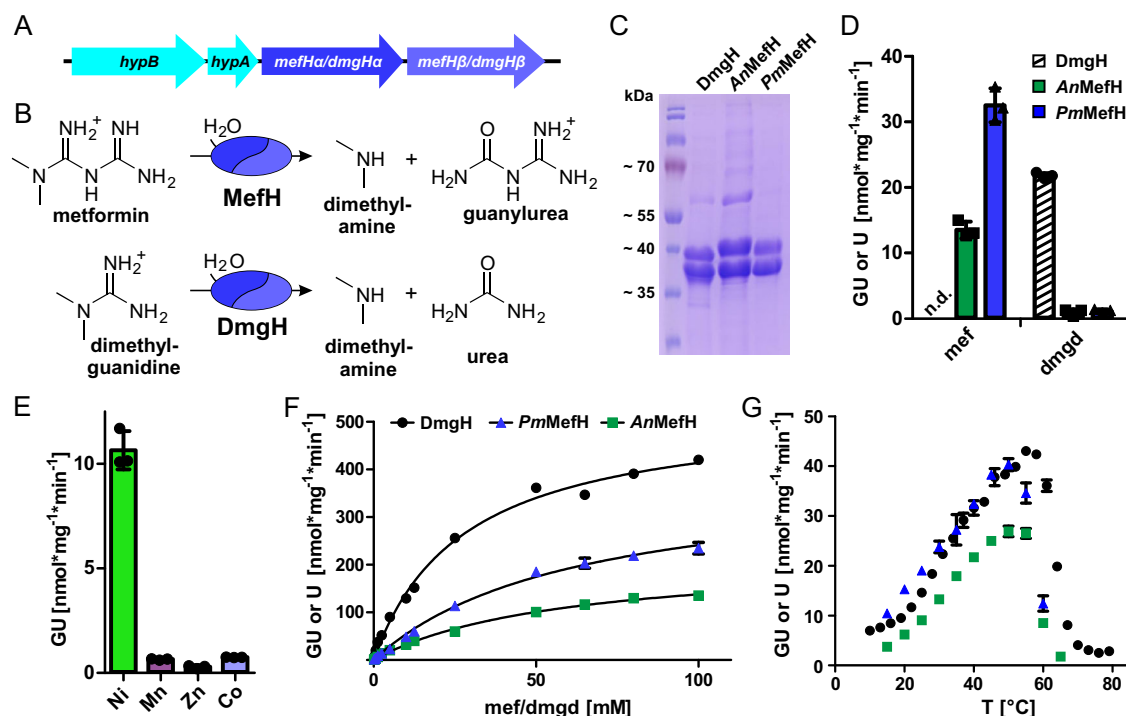 A
hypB
hypA
mefHα/dmgHα
mefHβ/dmgHβ
B
NH2+
NH
H2O
N
N
H
NH2
metformin
MefH
NH
dimethyl-
amine
+
O
NH2+
H2N
N
H
NH2
guanylurea
NH2+
H2O
N
NH2
dimethyl-
guanidine
DmgH
NH
dimethyl-
amine
+
O
H2N
NH2
urea
C
DmgH
AnMefH
PmMefH
kDa
~ 70
~ 55
~ 40
~ 35
D
GU or U [nmol*mg-1*min-1]
40
30
20
10
0
DmgH
AnMefH
PmMefH
n.d.
mef
dmgd
E
GU [nmol*mg-1*min-1]
10
5
0
Ni
Mn
Zn
Co
F
DmgH
PmMefH
AnMefH
GU or U [nmol*mg-1*min-1]
500
400
300
200
100
0
50
100
mef/dmgd [mM]
G
GU or U [nmol*mg-1*min-1]
50
40
30
20
10
0
20
40
60
80
T [°C]